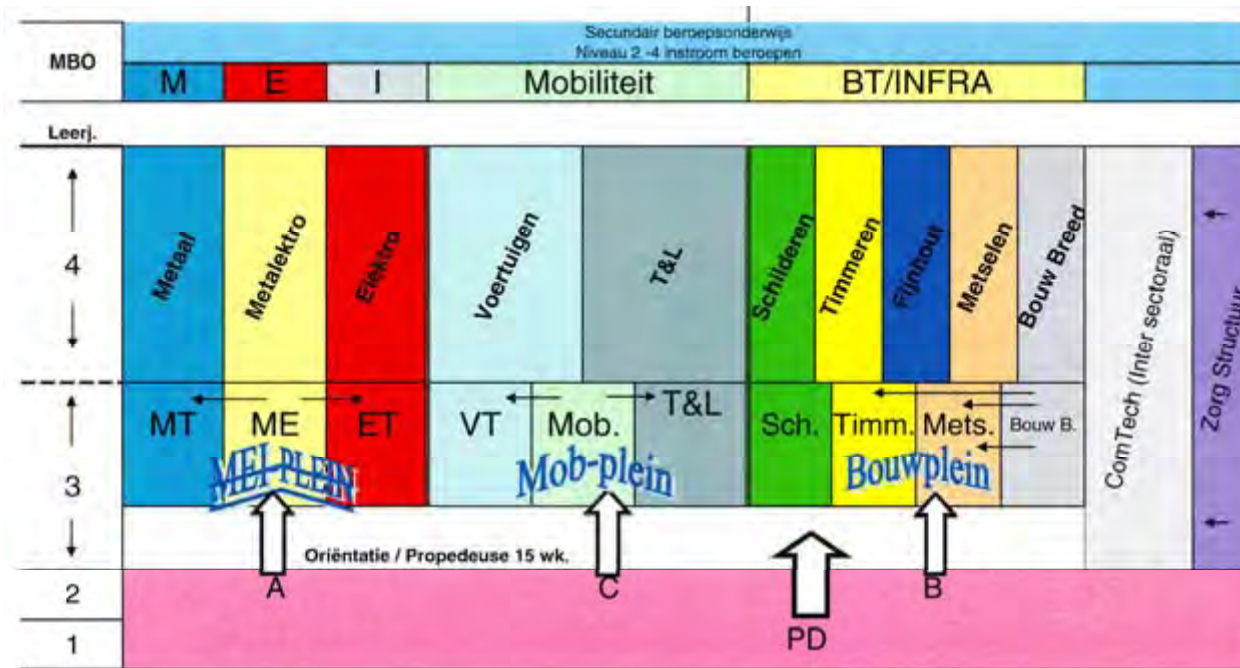 Secundair beroepsonderwijs
Niveau 2 -4 instroom beroepen
MBO
M E I Mobiliteit BT/INFRA
Leerj.
4
Metaal
Metalektro
Elektro
Voertuigen
T&L
Schilderen
Timmeren
Fijnhout
Metselen
Bouw Breed
ComTech (Inter sectoraal)
Zorg Structuur
MT ME ET VT Mob. T&L Sch. Timm. Mets. Bouw B.
MEI PLEIN Mob-plein Bouwplein
3
Oriëntatie / Propedeuse 15 wk.
2
A C B
1
PD